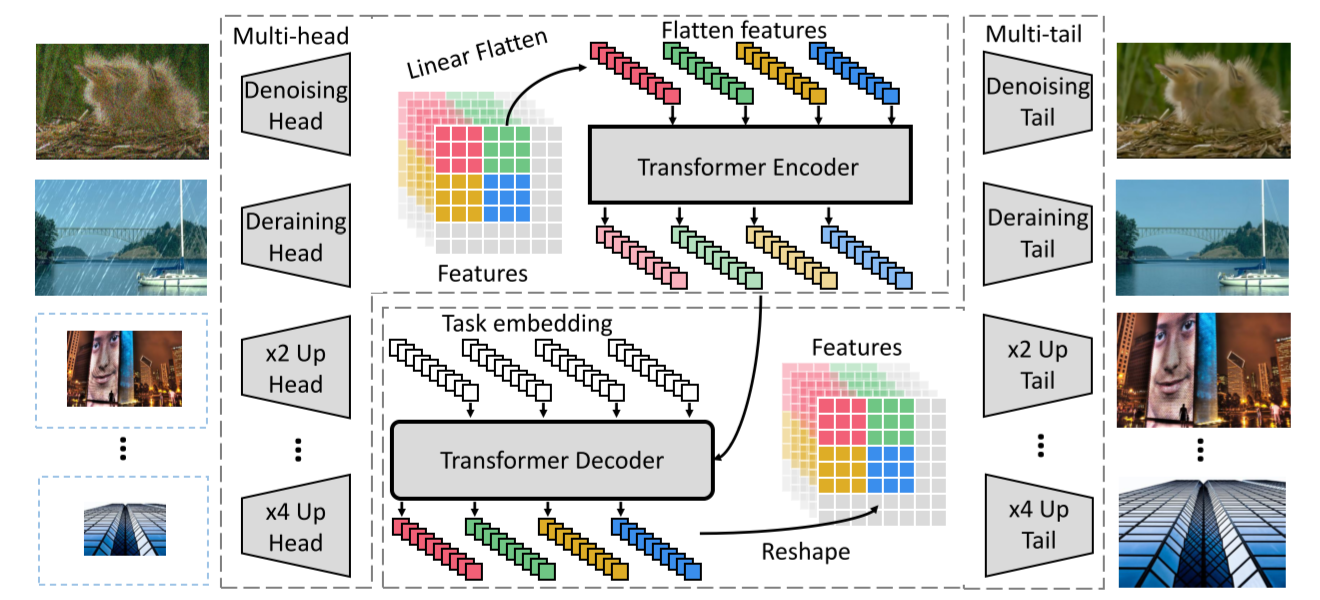 Multi-head
Denoising
Head
Deraining
Head
x2 Up
Head
...
...
x4 Up
Head
Linear Flatten
Flatten features
Transformer Encoder
Features
Task embedding
Transformer Decoder
Features
Reshape
Multi-tail
Denoising
Tail
Deraining
Tail
x2 Up
Tail
...
...
x4 Up
Tail